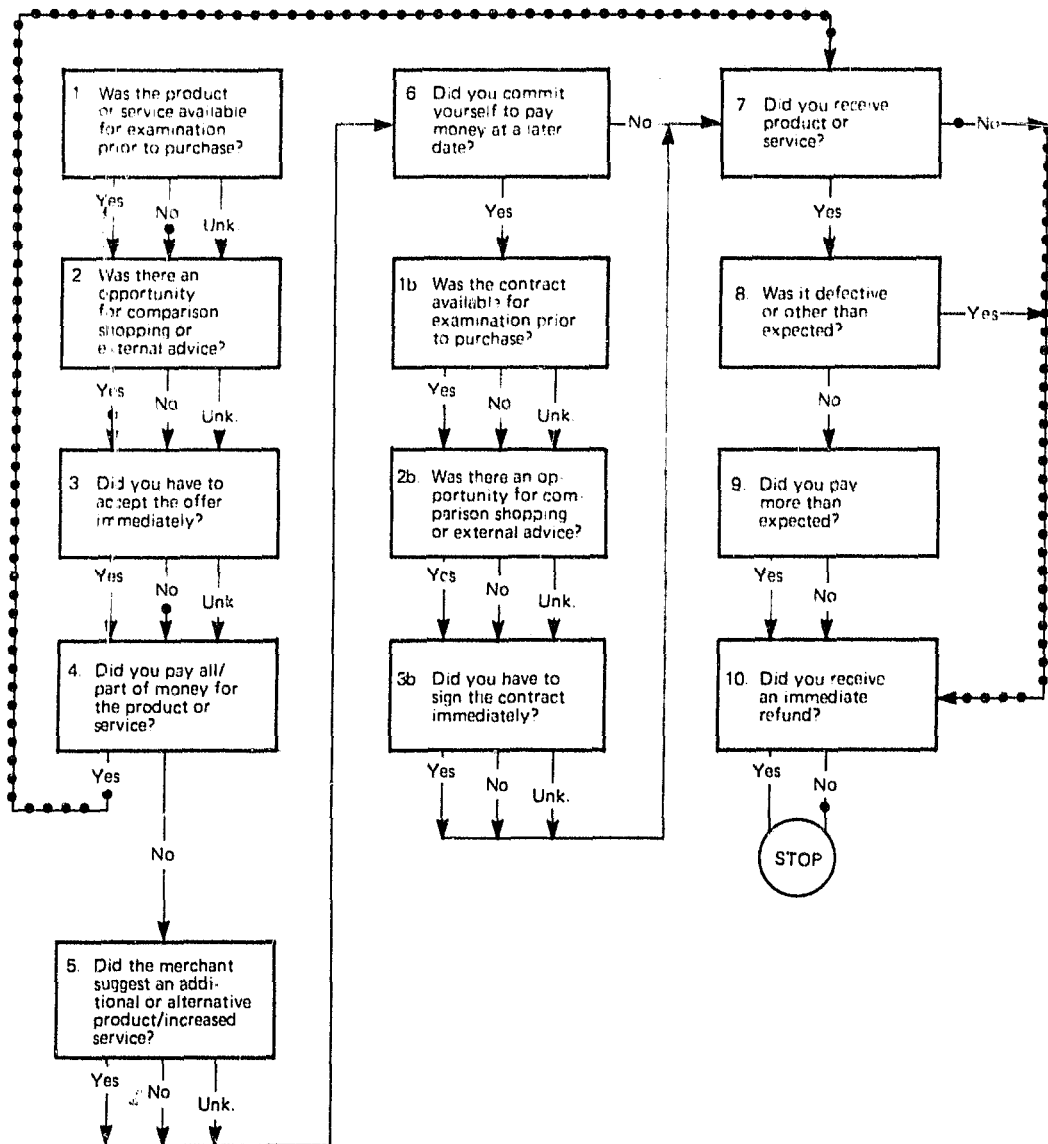 1 Was the product
or service available
for examination
prior to purchase?
Yes
No
Unk.
2 Was there an
opportunity
for comparison
shopping or
external advice?
Yes
No
Unk.
3 Did you have to
accept the offer
immediately?
Yes
No
Unk
4. Did you pay all/
part of money for
the product or
service?
Yes
No
5. Did the merchant
suggest an addi-
tional or alternative
product/increased
service?
Yes
No
Unk.
6 Did you commit
yourself to pay
money at a later
date?
No
Yes
1b Was the contract
available for
examination prior
to purchase?
Yes
No
Unk.
2b. Was there an op-
portunity for com-
parison shopping
or external advice?
Yes
No
Unk.
3b Did you have to
sign the contract
immediately?
Yes
No
Unk.
7 Did you receive
product or
service?
No
Yes
8. Was it defective
or other than
expected?
Yes
No
9. Did you pay
more than
expected?
Yes
No
10. Did you receive
an immediate
refund?
Yes
No
STOP